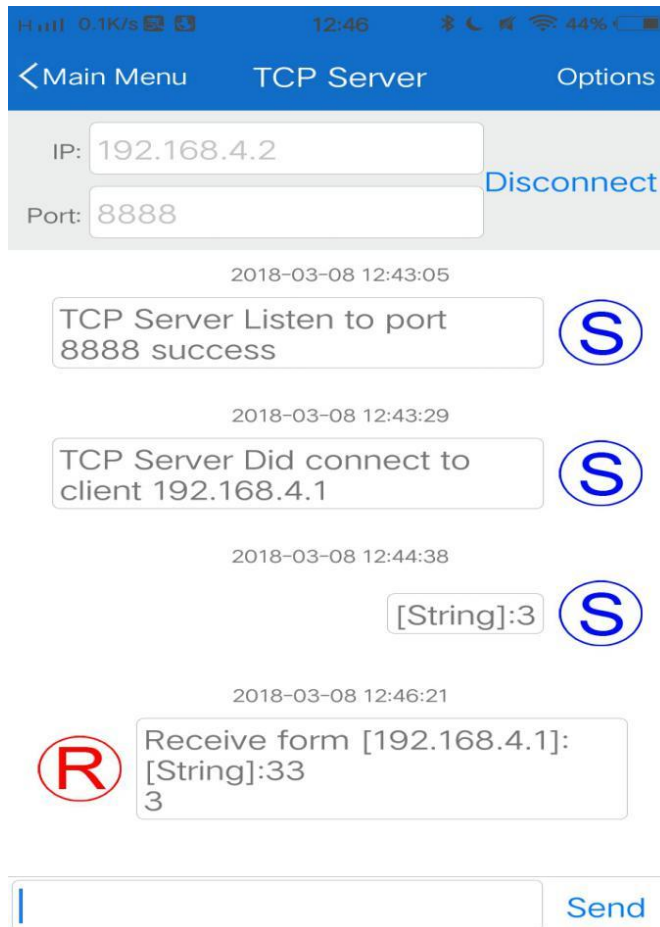 0.1K/s 12:46 44%
Main Menu TCP Server Options
IP: 192.168.4.2
Disconnect
Port: 8888
2018-03-08 12:43:05
TCP Server Listen to port
8888 success
S
2018-03-08 12:43:29
TCP Server Did connect to
client 192.168.4.1
S
2018-03-08 12:44:38
[String]:3
S
2018-03-08 12:46:21
R
Receive form [192.168.4.1]:
[String]:33
3
Send